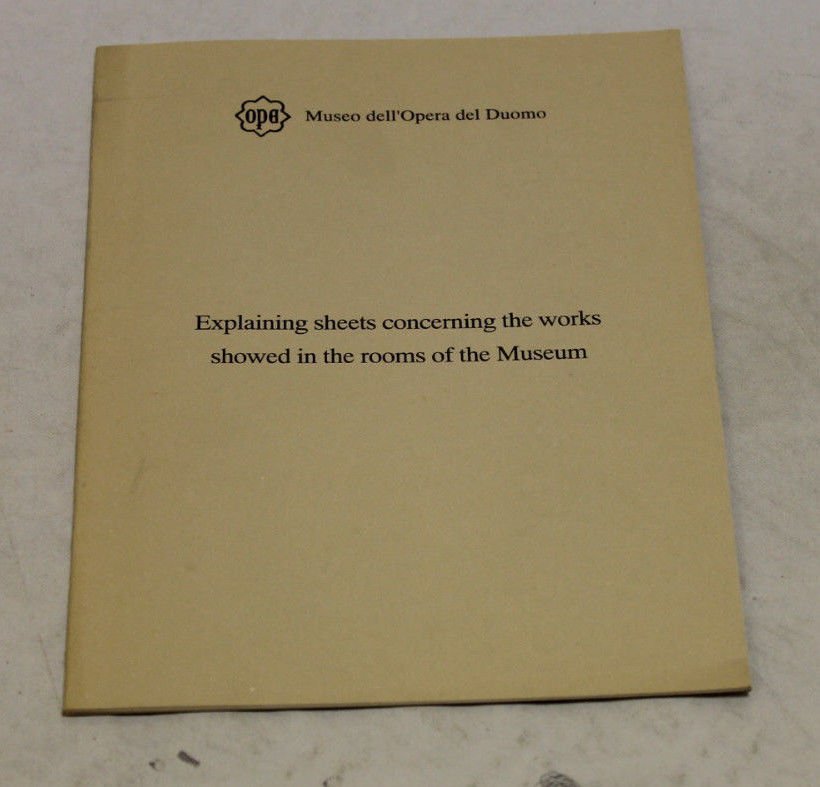 opa Museo dell'Opera del Duomo
Explaining sheets concerning the works
showed in the rooms of the Museum